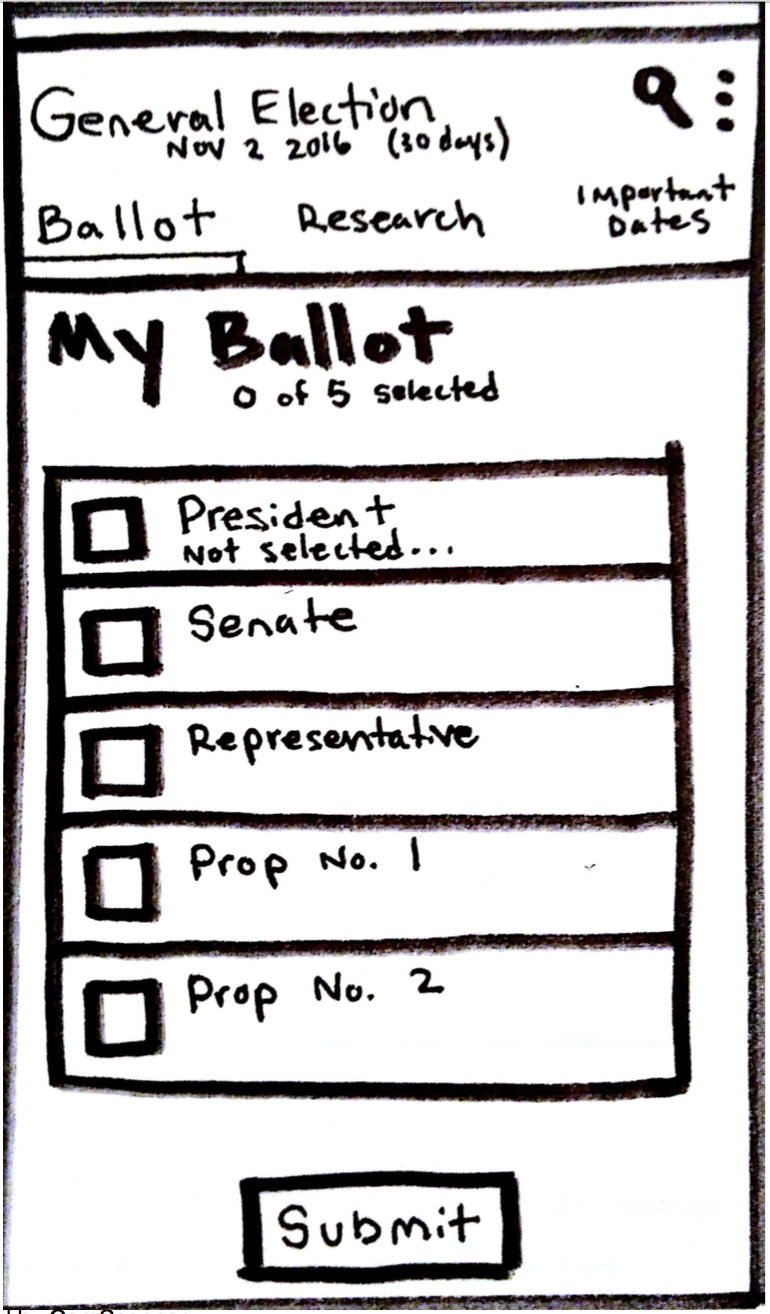 General Election
Nov 2 2016 (30 days)
Ballot Research Important Dates
My Ballot
0 of 5 selected
President
Not selected...
Senate
Representative
Prop No. 1
Prop No. 2
Submit